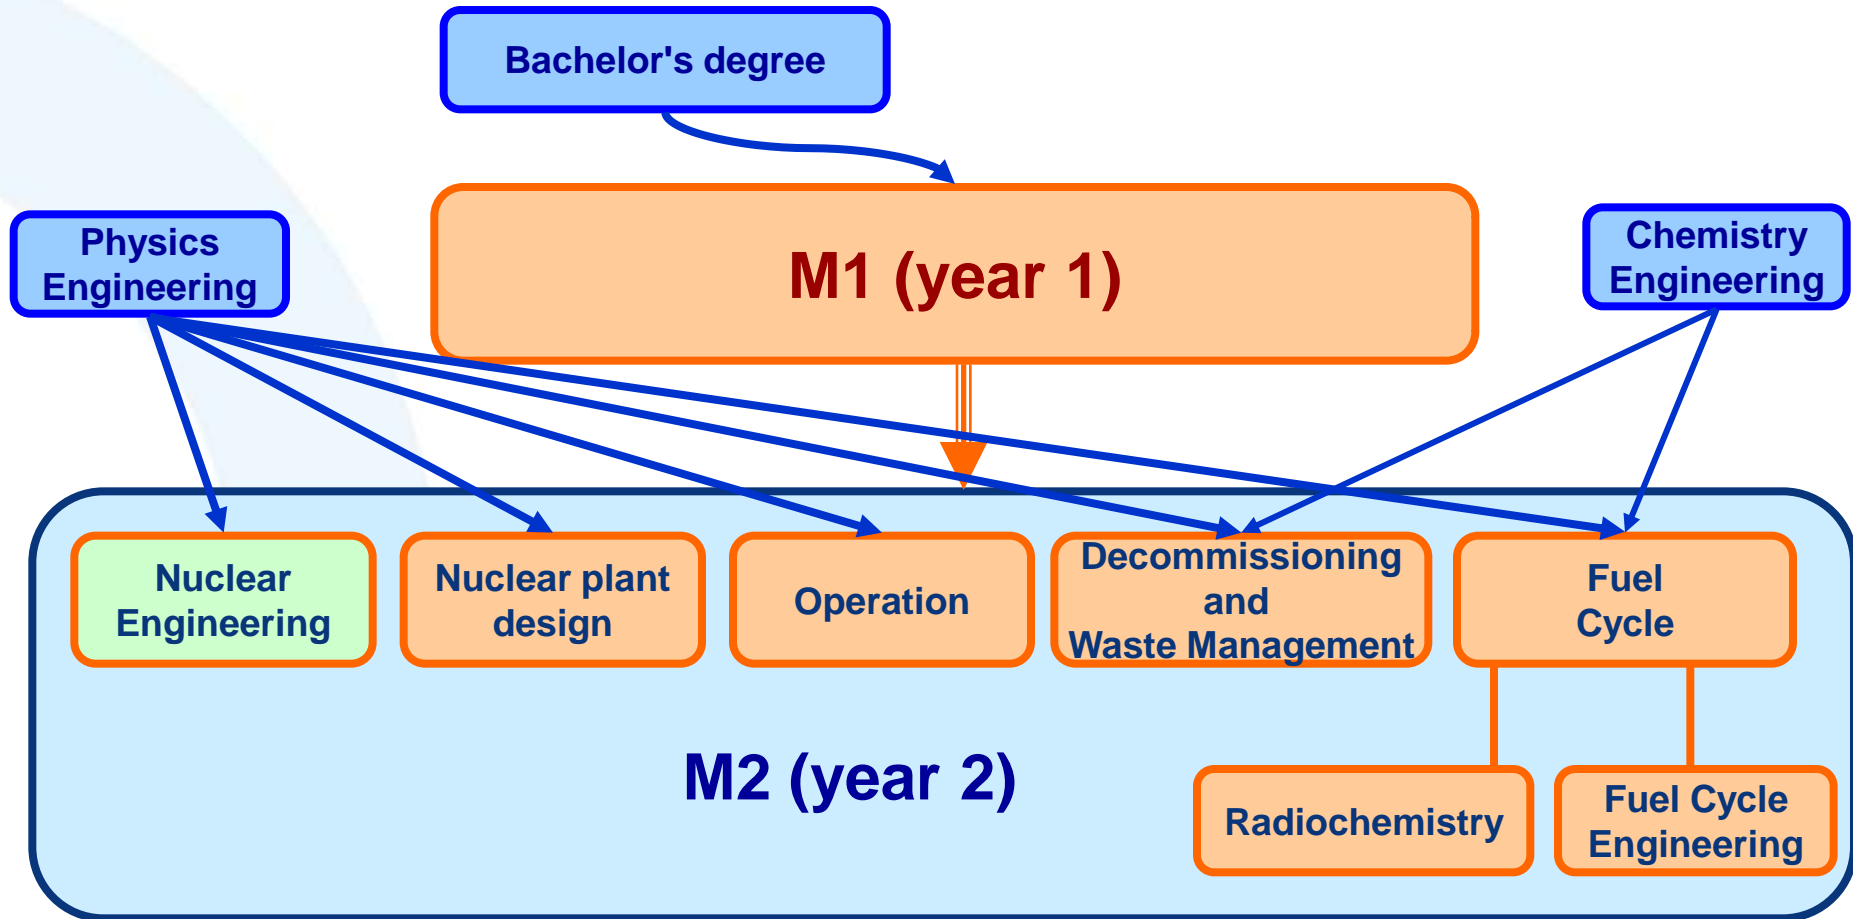 Bachelor's degree
Physics
Engineering
M1 (year 1)
Chemistry
Engineering
Nuclear
Engineering
Nuclear plant
design
Operation
Decommissioning
and
Waste Management
Fuel
Cycle
M2 (year 2)
Radiochemistry
Fuel Cycle
Engineering